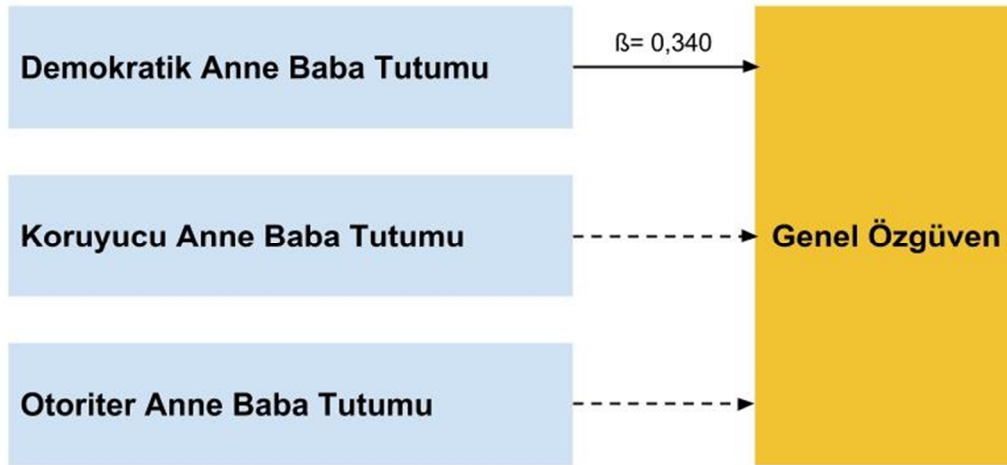 Demokratik Anne Baba Tutumu
ß= 0,340
Koruyucu Anne Baba Tutumu
Genel Özgüven
Otoriter Anne Baba Tutumu